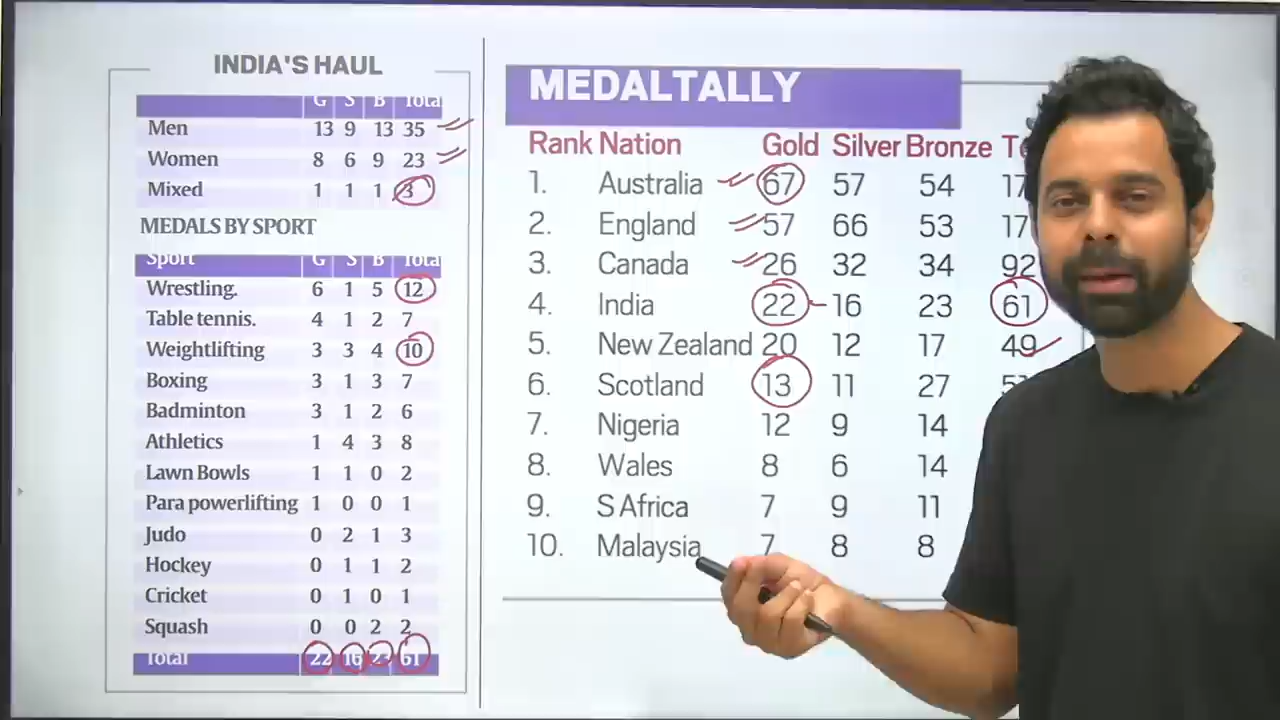 INDIA'S HAUL
G S B Total
Men 13 9 13 35
Women 8 6 9 23
Mixed 1 1 1 3
MEDALS BY SPORT
Sport G S B Total
Wrestling. 6 1 5 12
Table tennis. 4 1 2 7
Weightlifting 3 3 4 10
Boxing 3 1 3 7
Badminton 3 1 2 6
Athletics 1 4 3 8
Lawn Bowls 1 1 0 2
Para powerlifting 1 0 0 1
Judo 0 2 1 3
Hockey 0 1 1 2
Cricket 0 1 0 1
Squash 0 0 2 2
Total 22 16 23 61
MEDALTALLY
Rank Nation Gold Silver Bronze
1. Australia 67 57 54
2. England 57 66 53
3. Canada 26 32 34 92
4. India 22 16 23 61
5. New Zealand 20 12 17 49
6. Scotland 13 11 27
7. Nigeria 12 9 14
8. Wales 8 6 14
9. S Africa 7 9 11
10. Malaysia 7 8 8